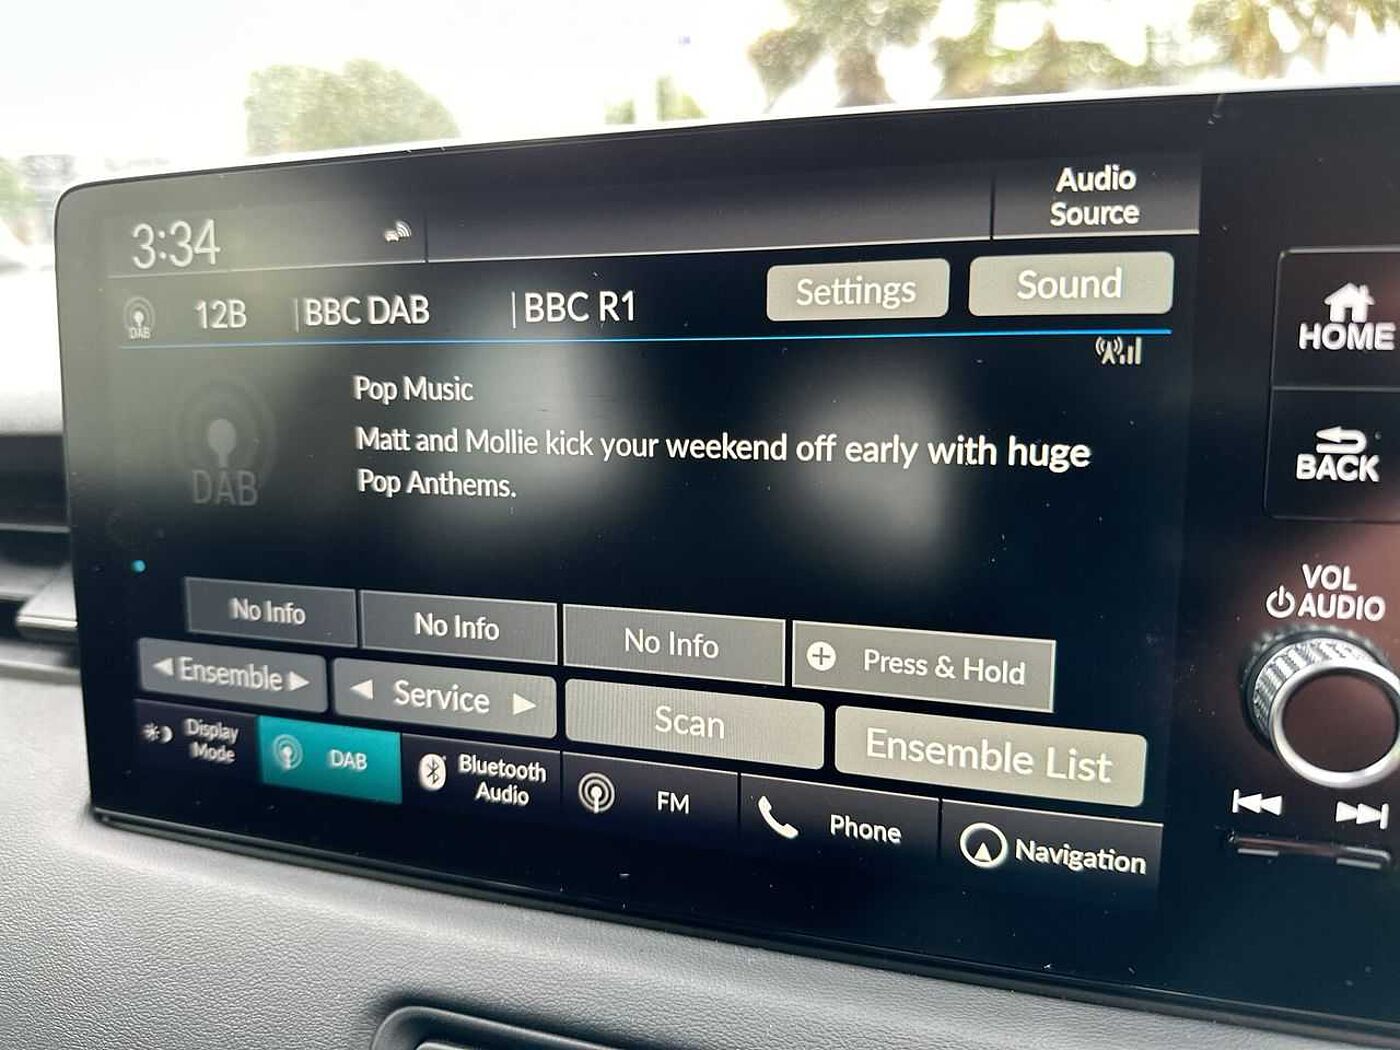 3:34
Audio
Source
DAB
12B
BBC DAB
BBC R1
Settings
Sound
HOME
BACK
DAB
Pop Music
Matt and Mollie kick your weekend off early with huge
Pop Anthems.
VOL
AUDIO
No Info
No Info
No Info
Press & Hold
Ensemble
Service
Scan
Ensemble List
Display
Mode
DAB
Bluetooth
Audio
FM
Phone
Navigation